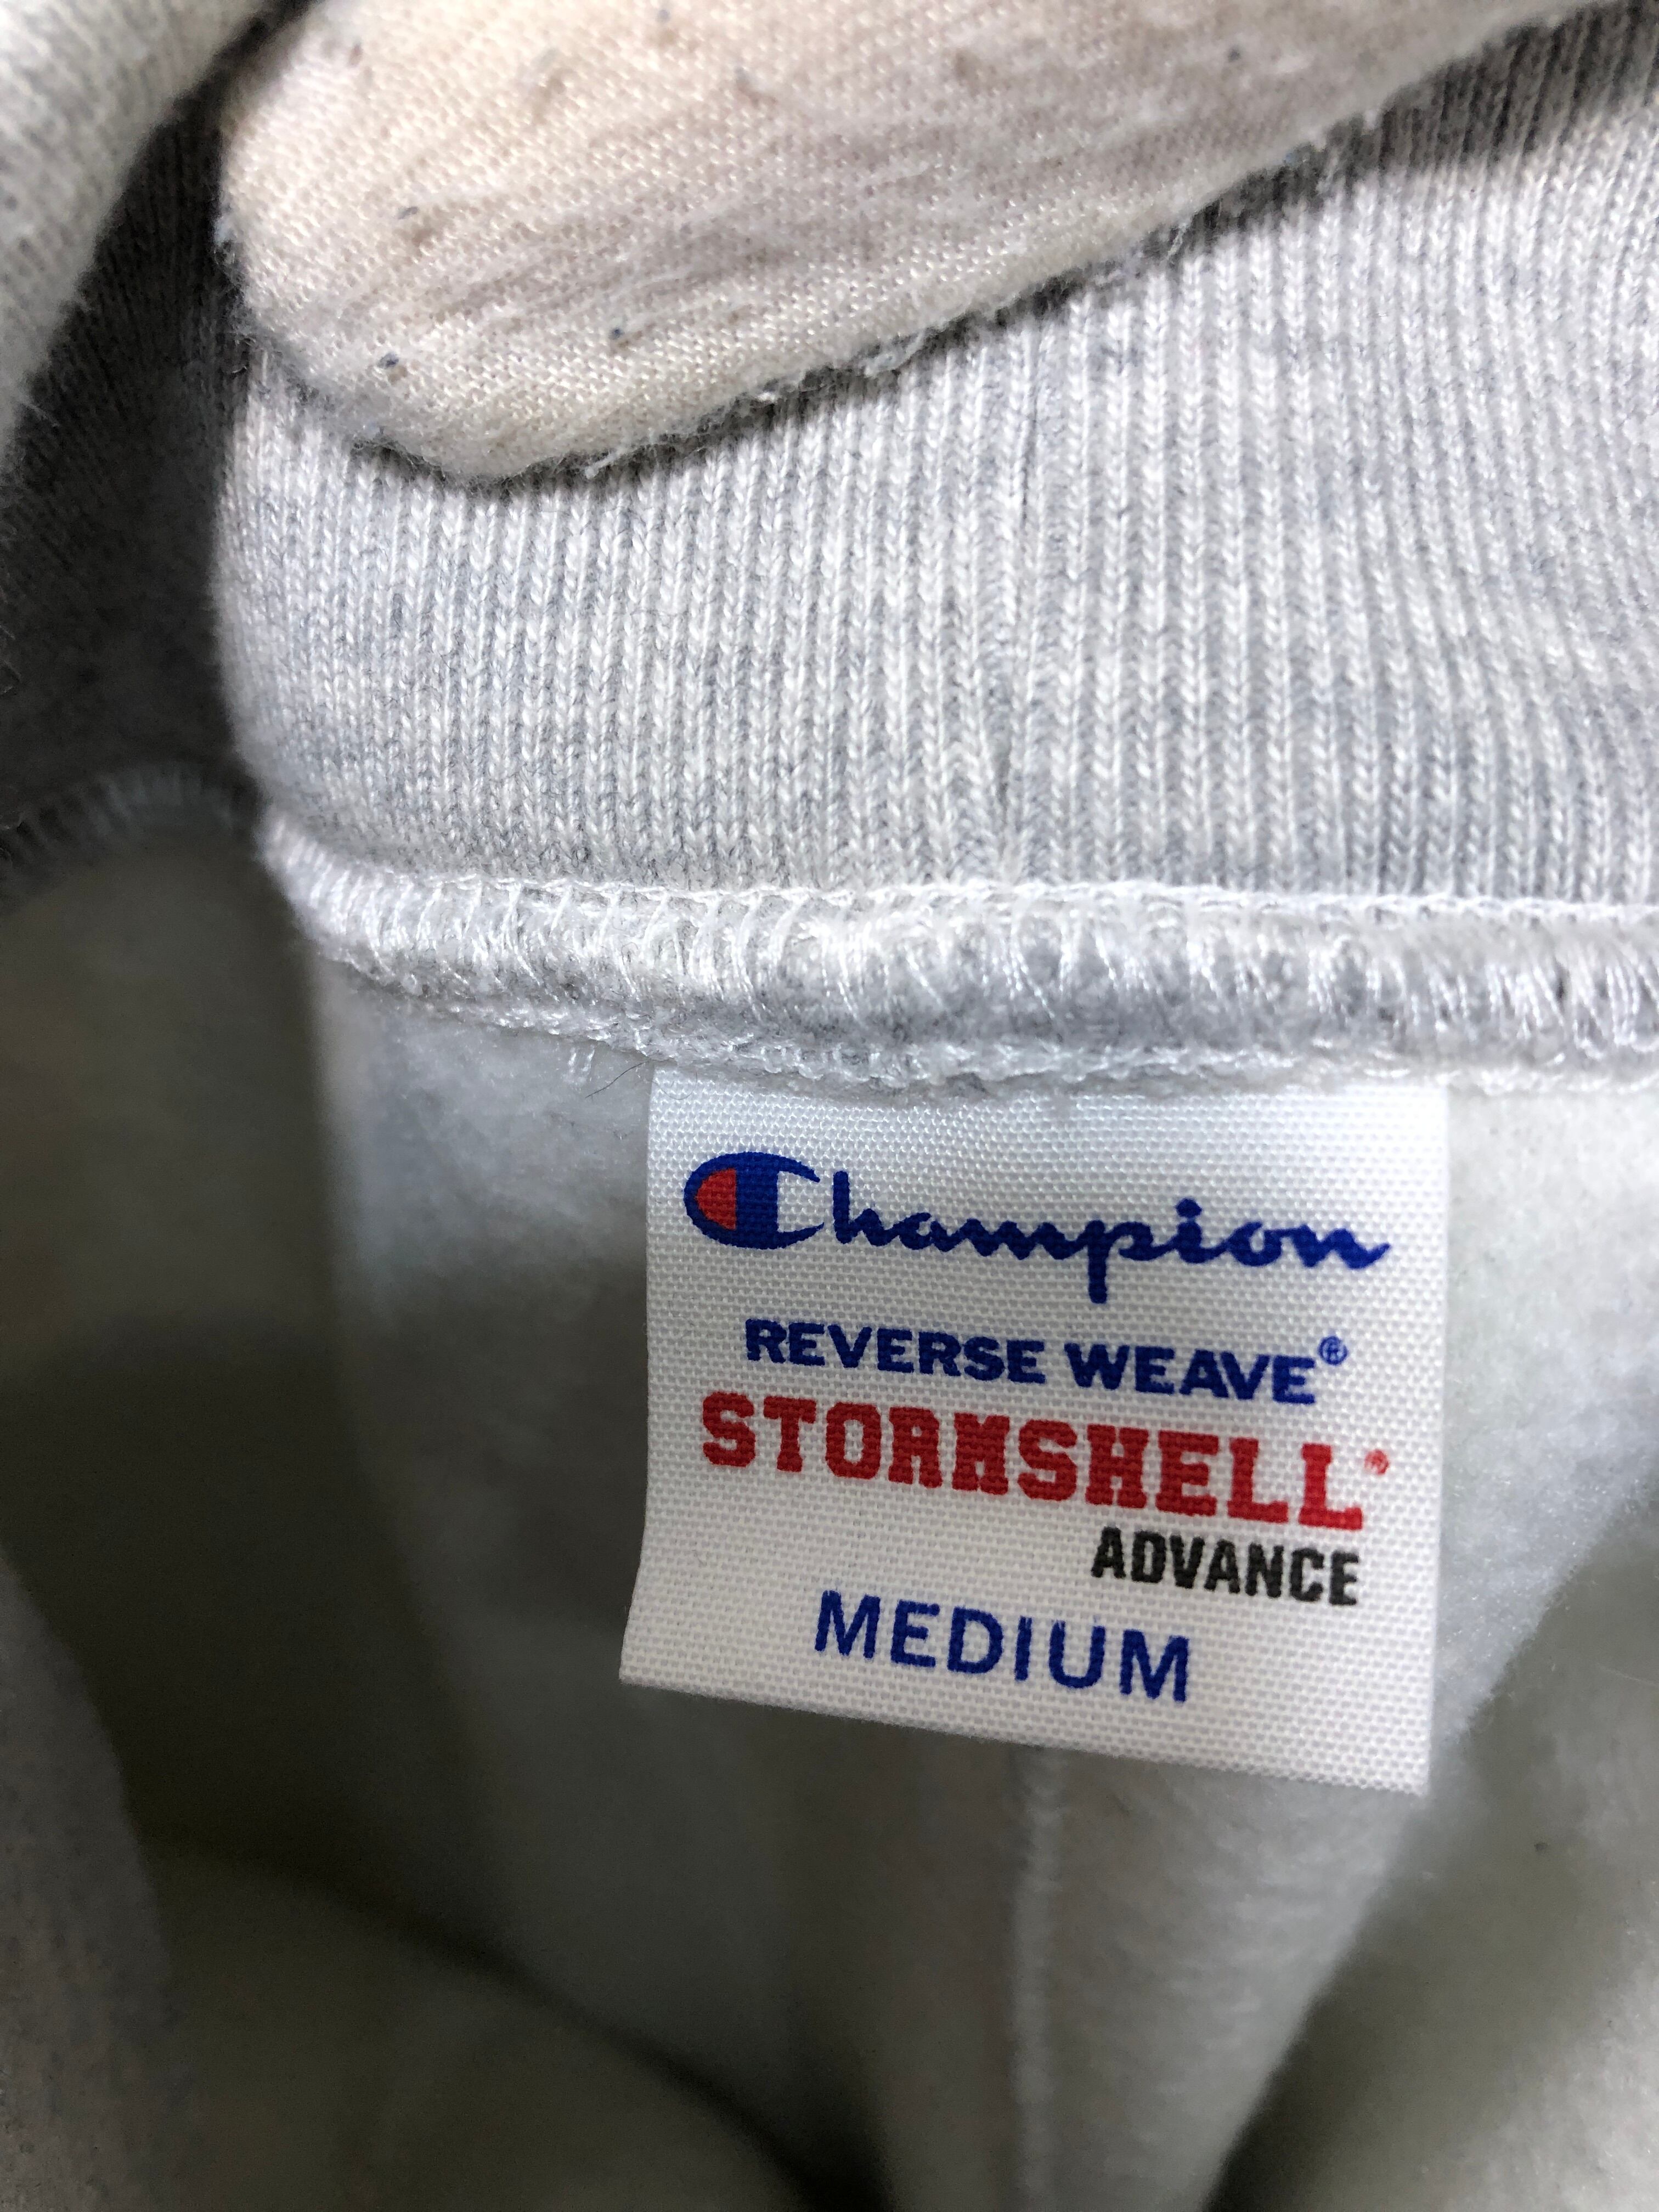 Champion
REVERSE WEAVE®
STORMSHELL®
ADVANCE
MEDIUM